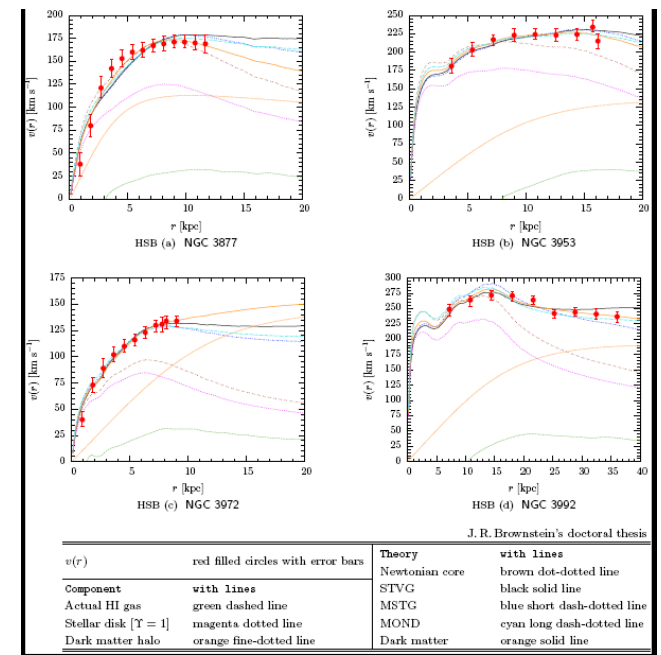 200
175
150
125
100
75
50
25
0
v(r) [km s⁻¹]
0 5 10 15 20
r [kpc]
HSB (a) NGC 3877
250
225
200
175
150
125
100
75
50
25
0
v(r) [km s⁻¹]
0 5 10 15 20
r [kpc]
HSB (b) NGC 3953
175
150
125
100
75
50
25
0
v(r) [km s⁻¹]
0 5 10 15 20
r [kpc]
HSB (c) NGC 3972
300
275
250
225
200
175
150
125
100
75
50
25
0
v(r) [km s⁻¹]
0 5 10 15 20 25 30 35 40
r [kpc]
HSB (d) NGC 3992
J. R. Brownstein's doctoral thesis
v(r) red filled circles with error bars
Component with lines
Actual HI gas green dashed line
Stellar disk [Υ = 1] magenta dotted line
Dark matter halo orange fine-dotted line
Theory with lines
Newtonian core brown dot-dotted line
STVG black solid line
MSTG blue short dash-dotted line
MOND cyan long dash-dotted line
Dark matter orange solid line